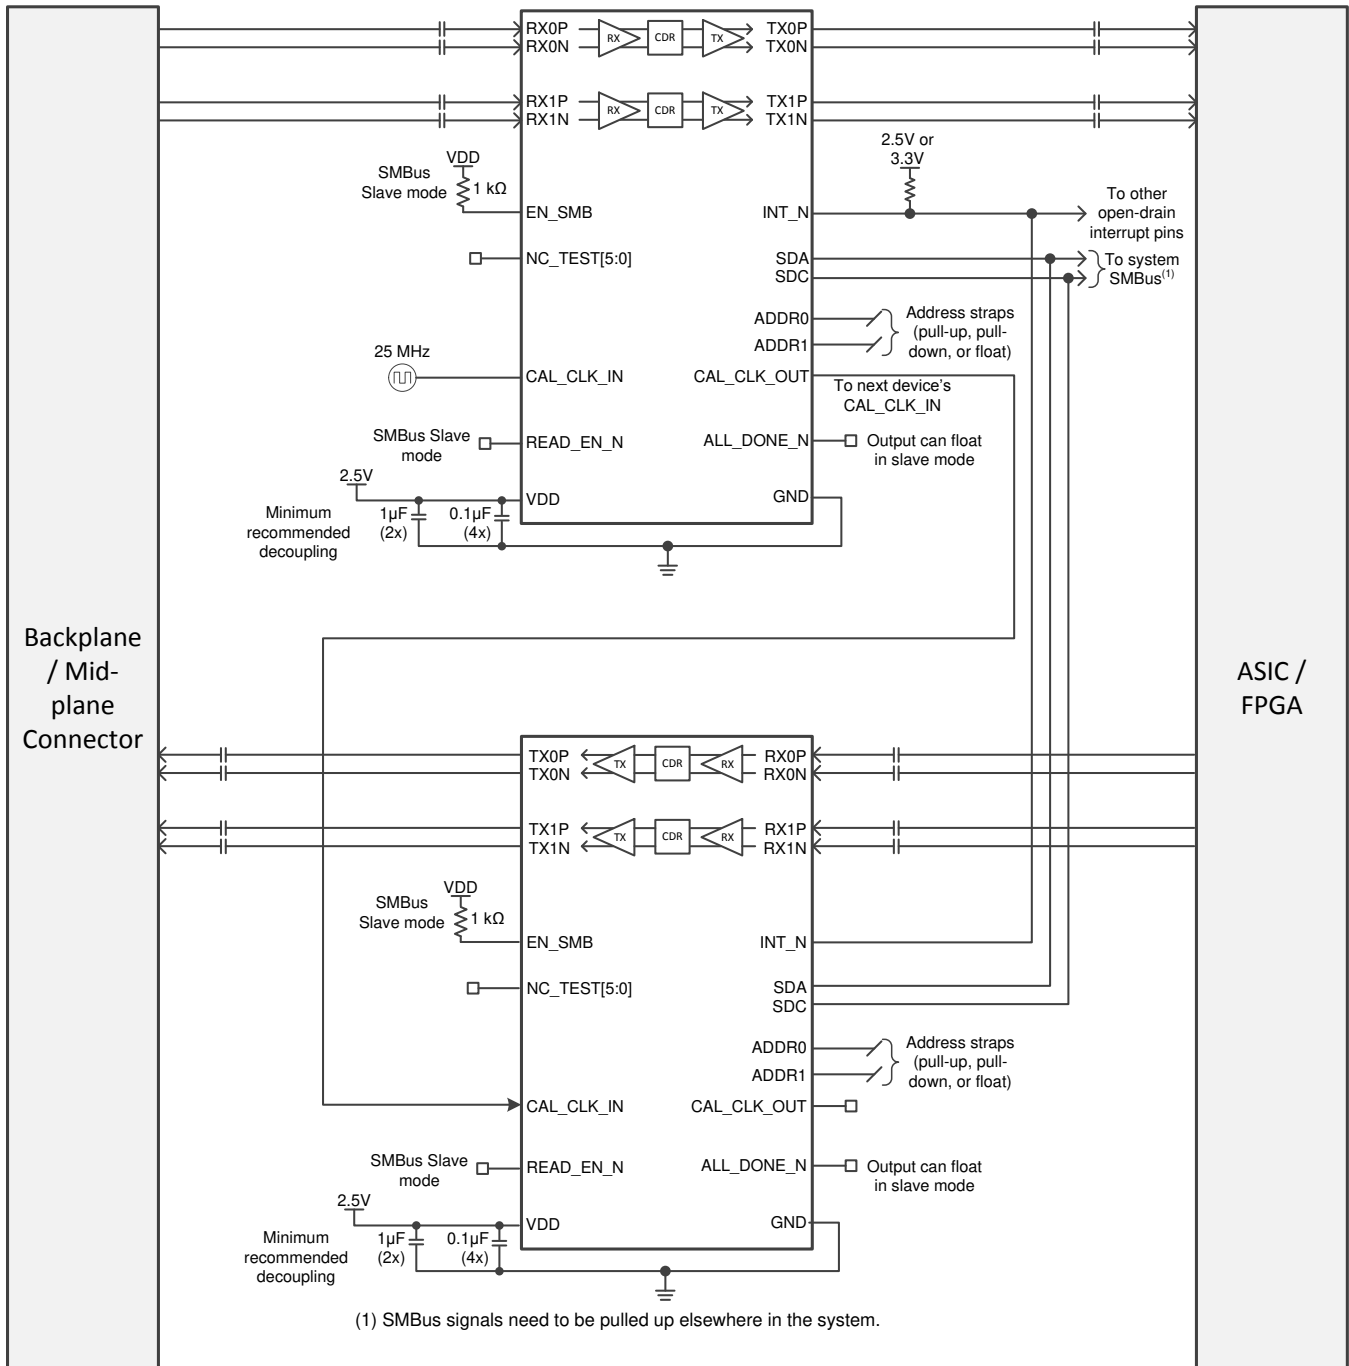 Backplane
/ Mid-
plane
Connector
ASIC /
FPGA
RX0P
RX0N
RX
CDR
TX
TX0P
TX0N
RX1P
RX1N
RX
CDR
TX
TX1P
TX1N
VDD
SMBus
Slave mode
1 kΩ
EN_SMB
NC_TEST[5:0]
25 MHz
CAL_CLK_IN
SMBus Slave
mode
READ_EN_N
2.5V
VDD
Minimum
recommended
decoupling
1µF
(2x)
0.1µF
(4x)
2.5V or
3.3V
INT_N
To other
open-drain
interrupt pins
SDA
SDC
To system
SMBus(1)
ADDR0
ADDR1
Address straps
(pull-up, pull-
down, or float)
CAL_CLK_OUT
To next device's
CAL_CLK_IN
ALL_DONE_N
Output can float
in slave mode
GND
TX0P
TX0N
TX
CDR
RX
RX0P
RX0N
TX1P
TX1N
TX
CDR
RX
RX1P
RX1N
VDD
SMBus
Slave mode
1 kΩ
EN_SMB
NC_TEST[5:0]
CAL_CLK_IN
SMBus Slave
mode
READ_EN_N
2.5V
VDD
Minimum
recommended
decoupling
1µF
(2x)
0.1µF
(4x)
INT_N
SDA
SDC
ADDR0
ADDR1
Address straps
(pull-up, pull-
down, or float)
CAL_CLK_OUT
ALL_DONE_N
Output can float
in slave mode
GND
(1) SMBus signals need to be pulled up elsewhere in the system.